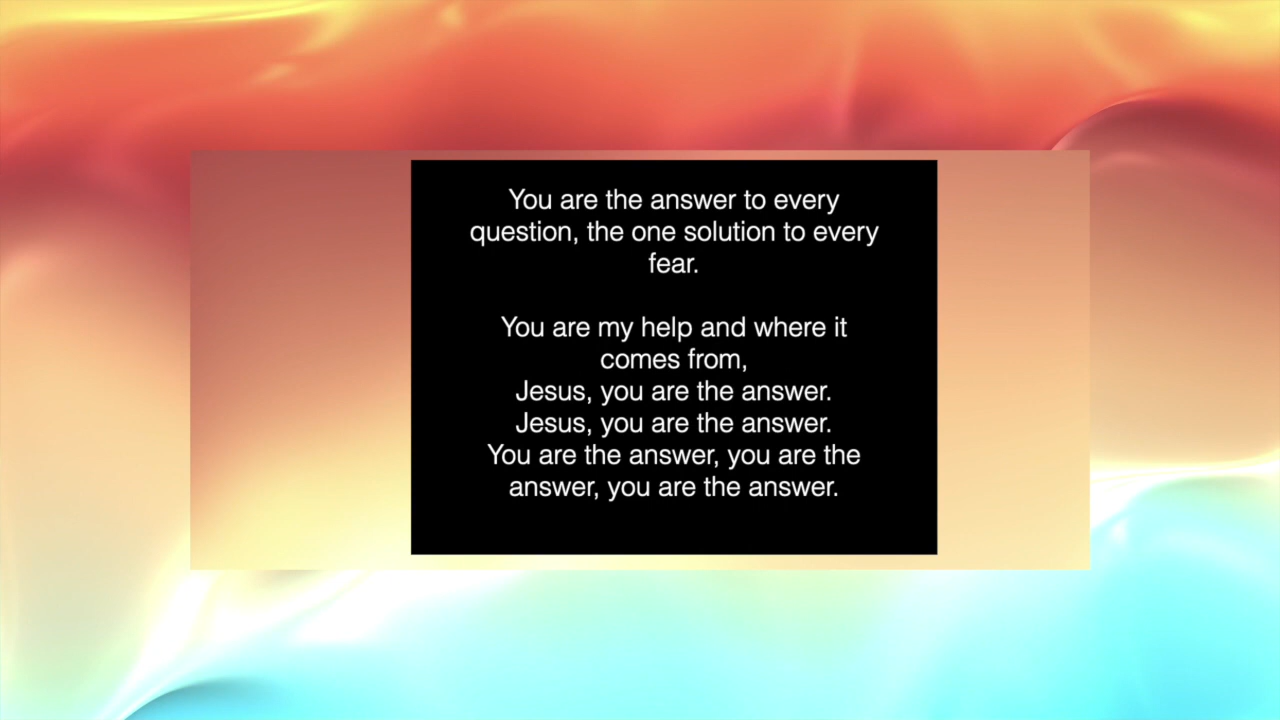 You are the answer to every
question, the one solution to every
fear.
You are my help and where it
comes from,
Jesus, you are the answer.
Jesus, you are the answer.
You are the answer, you are the
answer, you are the answer.